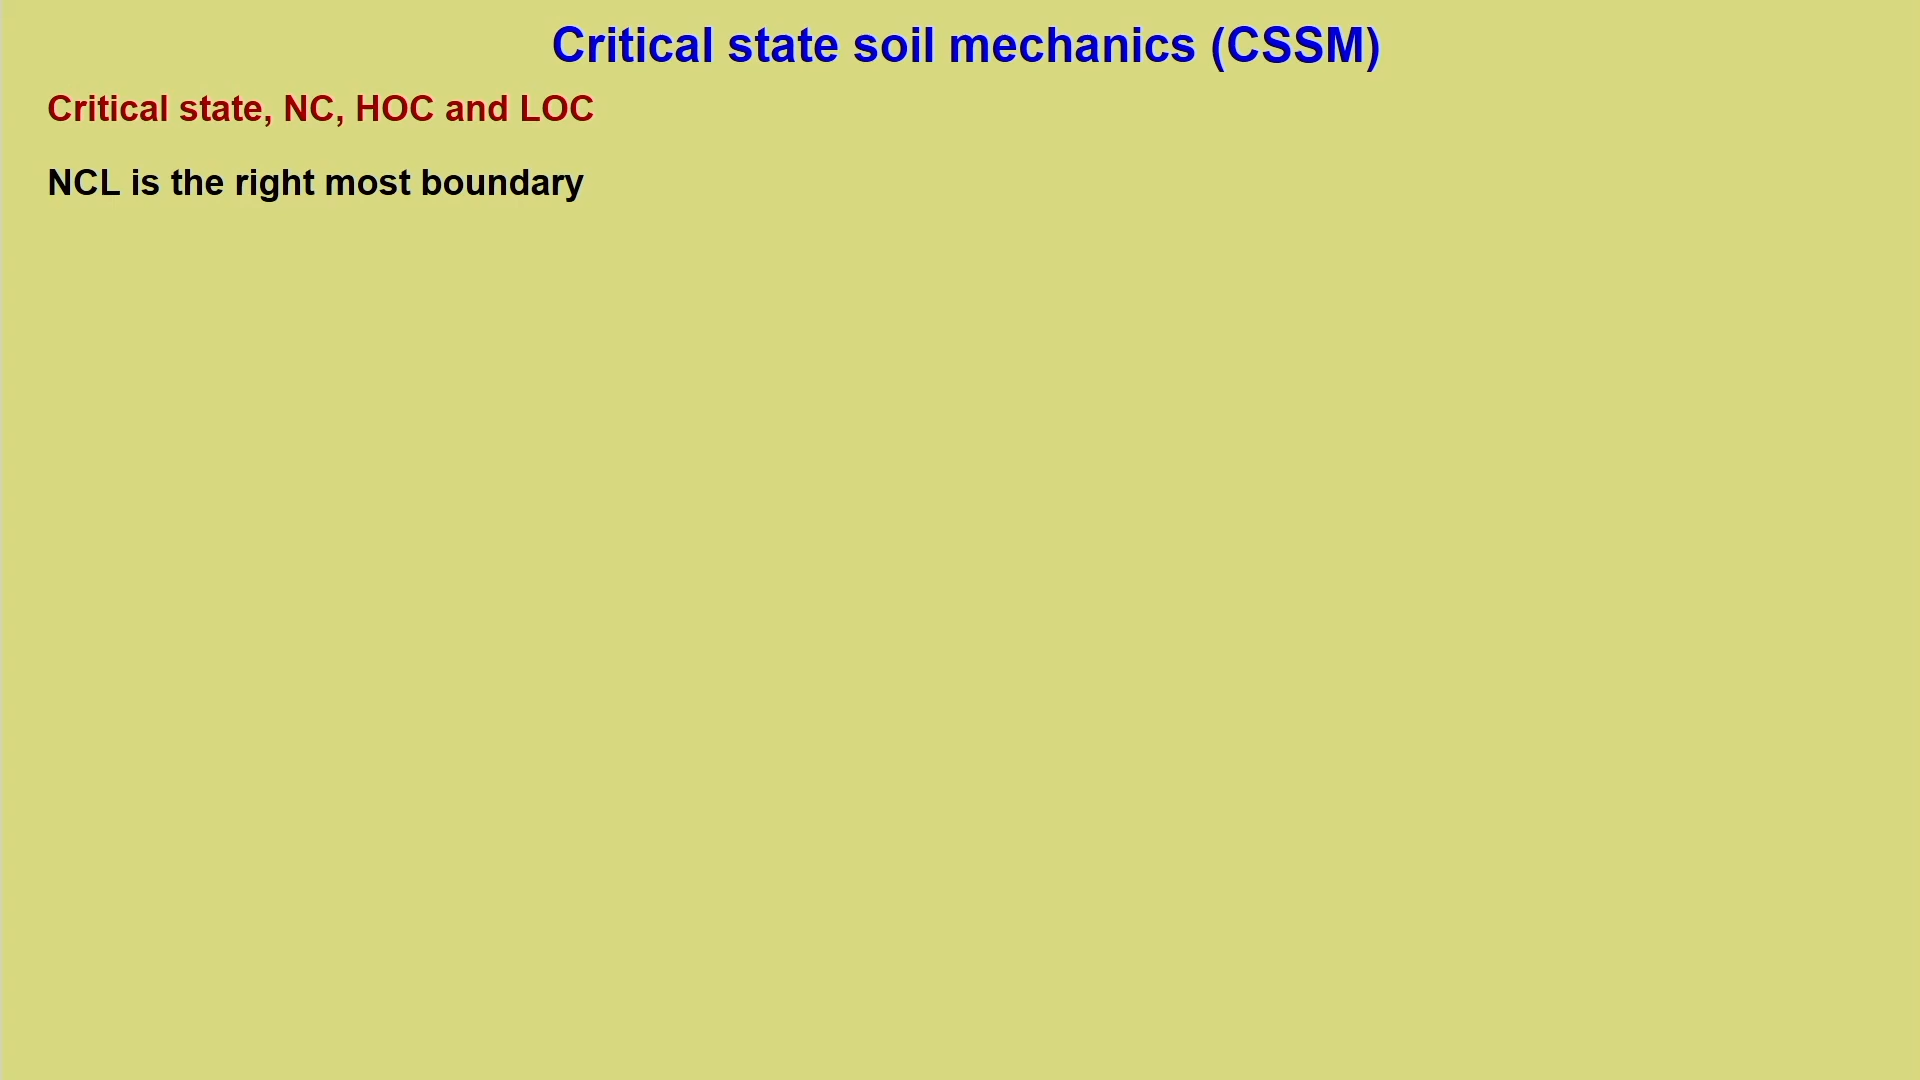 Critical state soil mechanics (CSSM)
Critical state, NC, HOC and LOC
NCL is the right most boundary